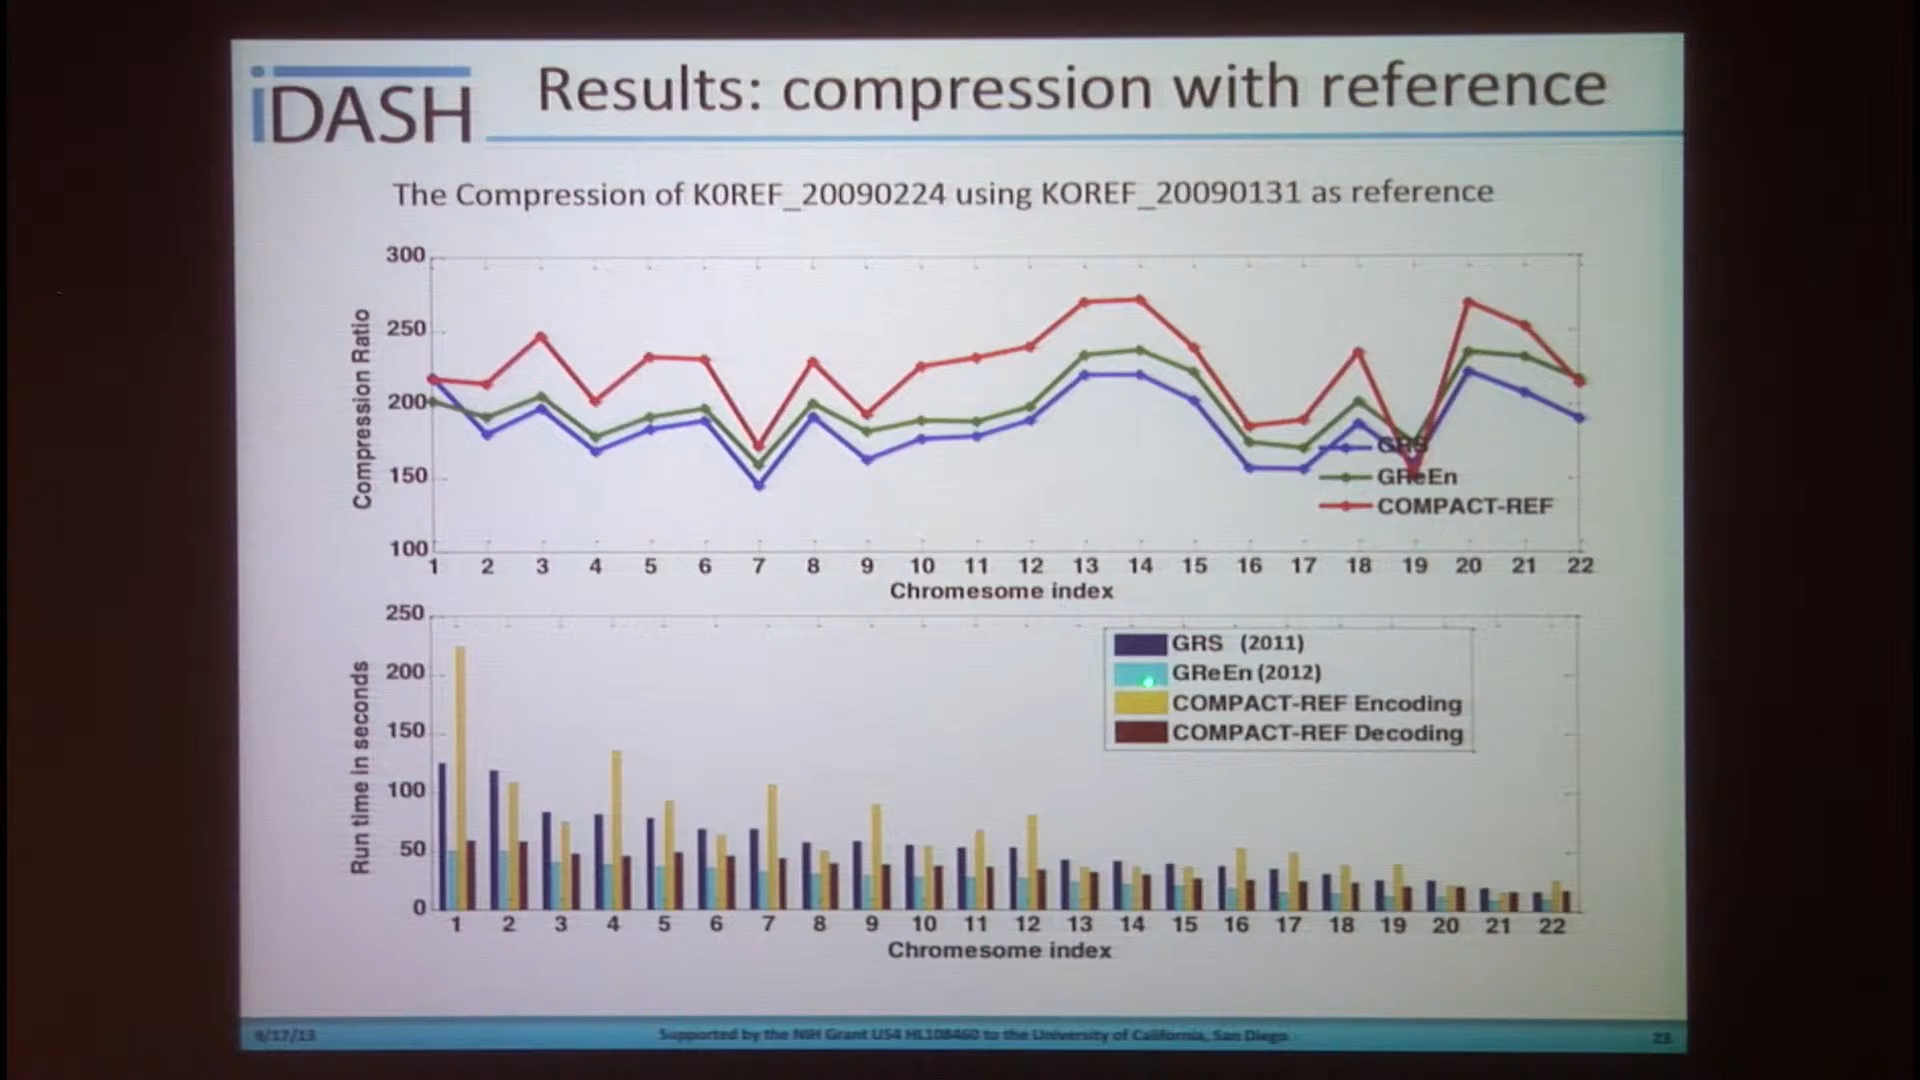 iDASH
Results: compression with reference
The Compression of K0REF_20090224 using KOREF_20090131 as reference
300
250
200
150
100
Compression Ratio
GRS
GReEn
COMPACT-REF
1 2 3 4 5 6 7 8 9 10 11 12 13 14 15 16 17 18 19 20 21 22
Chromesome index
250
200
150
100
50
0
Run time in seconds
GRS (2011)
GReEn (2012)
COMPACT-REF Encoding
COMPACT-REF Decoding
1 2 3 4 5 6 7 8 9 10 11 12 13 14 15 16 17 18 19 20 21 22
Chromesome index
9/17/13
Supported by the NIH Grant U54 HL108460 to the University of California, San Diego
23